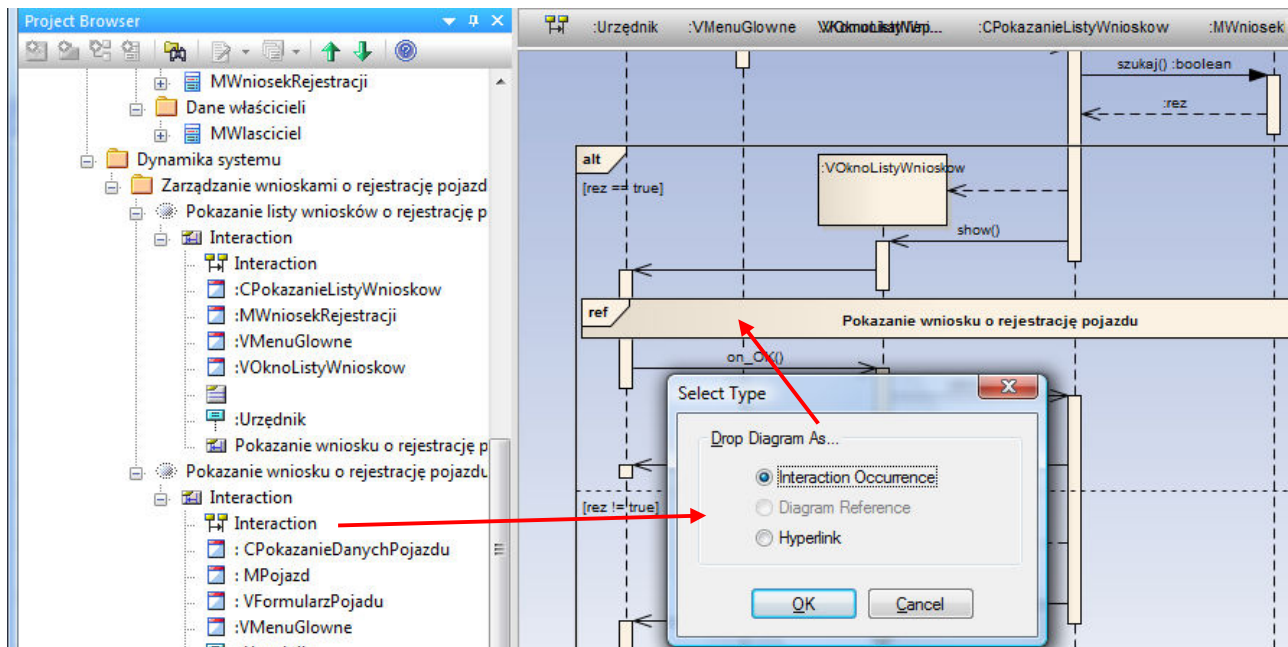 Project Browser
MWniosekRejestracji
Dane właścicieli
MWlasciciel
Dynamika systemu
Zarządzanie wnioskami o rejestrację pojazd
Pokazanie listy wniosków o rejestrację p
Interaction
Interaction
:CPokazanieListyWnioskow
:MWniosekRejestracji
:VMenuGlowne
:VOknoListyWnioskow
:Urzędnik
Pokazanie wniosku o rejestrację p
Pokazanie wniosku o rejestrację pojazdu
Interaction
Interaction
: CPokazanieDanychPojazdu
: MPojazd
: VFormularzPojadu
:VMenuGlowne
:Urzędnik :VMenuGlowne :CPokazanieListyWnioskow :MWniosek
szukaj() :boolean
:rez
alt
[rez == true]
:VOknoListyWnioskow
show()
ref
Pokazanie wniosku o rejestrację pojazdu
on_OK()
Select Type
Drop Diagram As...
Interaction Occurrence
Diagram Reference
Hyperlink
OK Cancel
[rez != true]